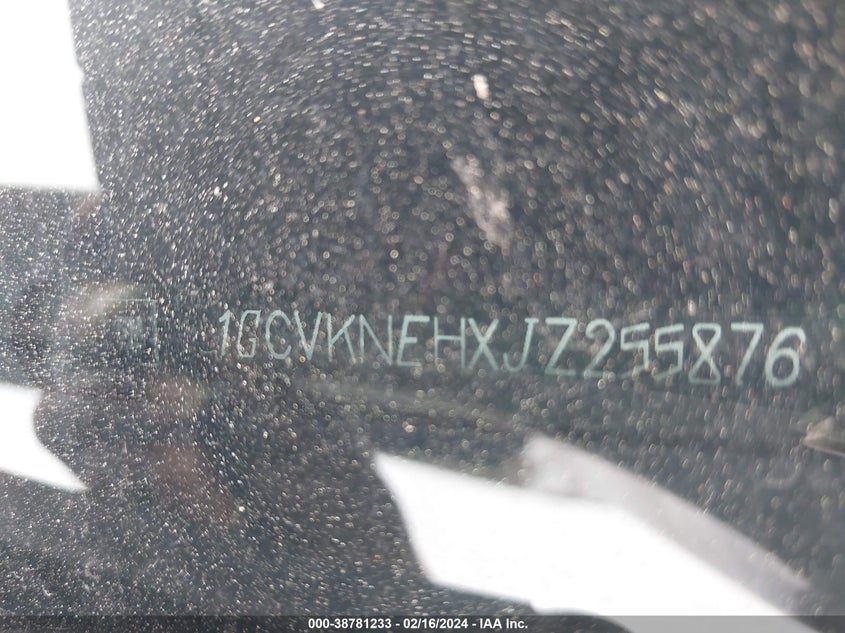 1GCVKNEHXJZ255876
000-38781233 - 02/16/2024 - IAA Inc.